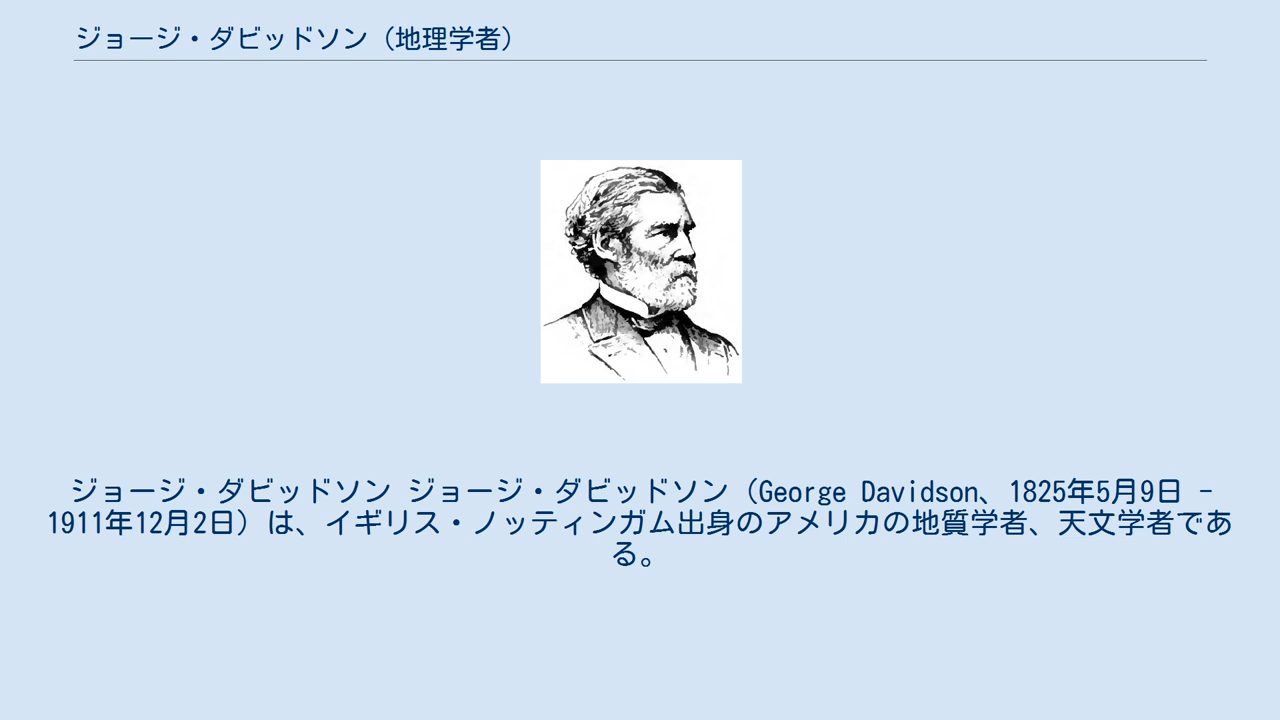 ジョージ・ダビッドソン（地理学者）
ジョージ・ダビッドソン ジョージ・ダビッドソン（George Davidson、1825年5月9日 -
1911年12月2日）は、イギリス・ノッティンガム出身のアメリカの地質学者、天文学者であ
る。